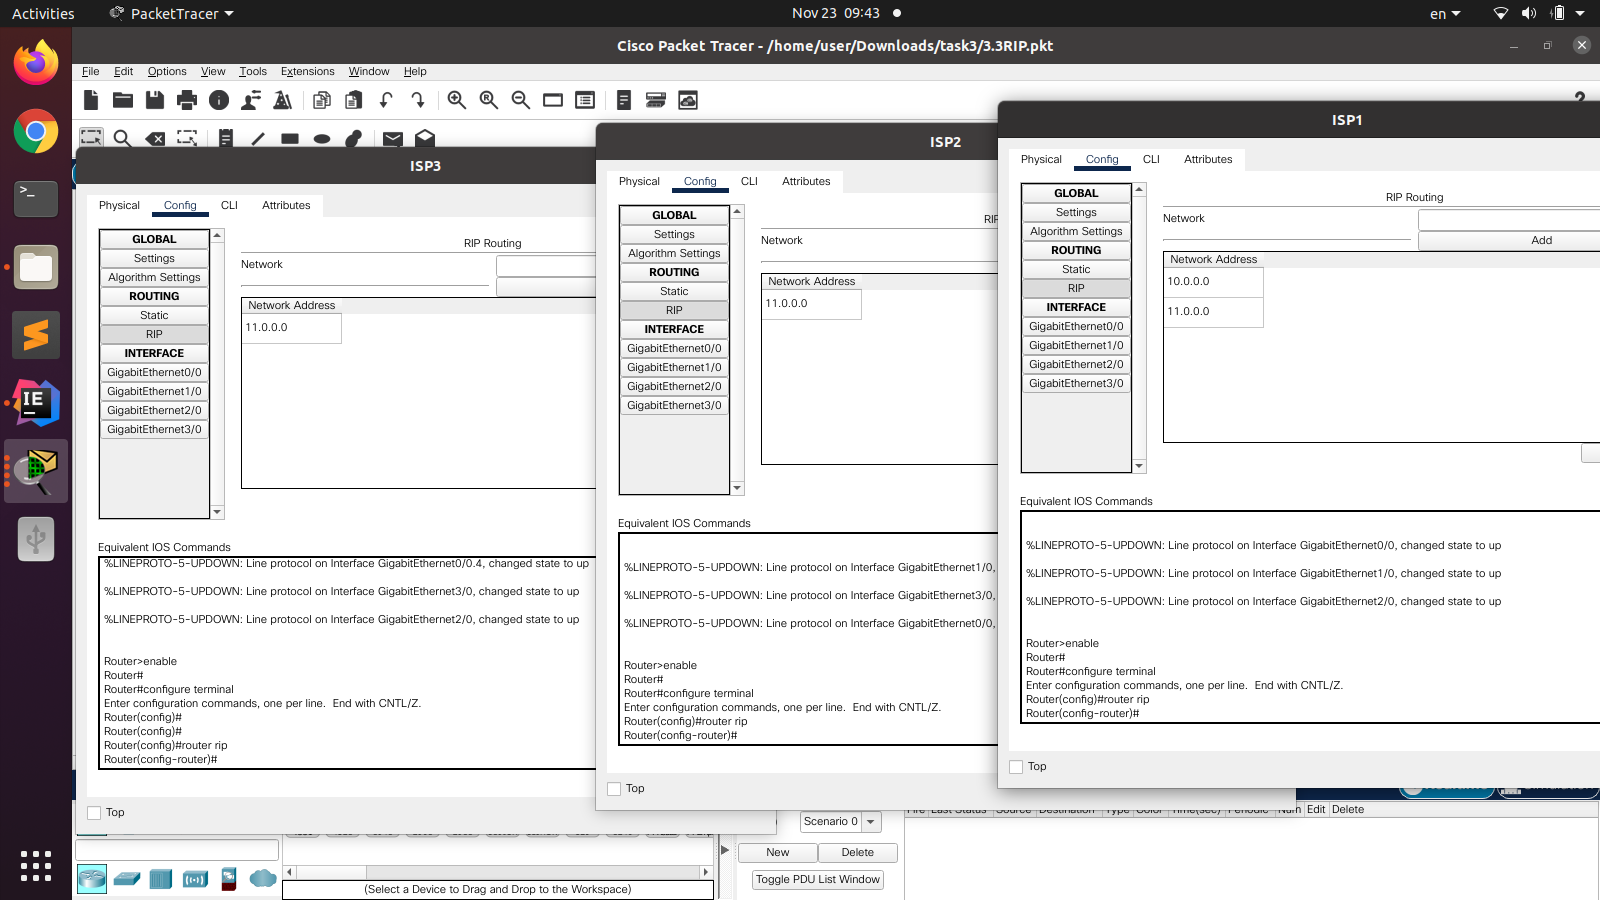 Activities
PacketTracer
Nov 23 09:43
en
Cisco Packet Tracer - /home/user/Downloads/task3/3.3RIP.pkt
File Edit Options View Tools Extensions Window Help
ISP3
Physical Config CLI Attributes
GLOBAL
Settings
Algorithm Settings
ROUTING
Static
RIP
INTERFACE
GigabitEthernet0/0
GigabitEthernet1/0
GigabitEthernet2/0
GigabitEthernet3/0
RIP Routing
Network
Network Address
11.0.0.0
Equivalent IOS Commands
%LINEPROTO-5-UPDOWN: Line protocol on Interface GigabitEthernet0/0.4, changed state to up
%LINEPROTO-5-UPDOWN: Line protocol on Interface GigabitEthernet3/0, changed state to up
%LINEPROTO-5-UPDOWN: Line protocol on Interface GigabitEthernet2/0, changed state to up
Router>enable
Router#
Router#configure terminal
Enter configuration commands, one per line. End with CNTL/Z.
Router(config)#
Router(config)#
Router(config)#router rip
Router(config-router)#
Top
ISP2
Physical Config CLI Attributes
GLOBAL
Settings
Algorithm Settings
ROUTING
Static
RIP
INTERFACE
GigabitEthernet0/0
GigabitEthernet1/0
GigabitEthernet2/0
GigabitEthernet3/0
RIP
Network
Network Address
11.0.0.0
Equivalent IOS Commands
%LINEPROTO-5-UPDOWN: Line protocol on Interface GigabitEthernet1/0,
%LINEPROTO-5-UPDOWN: Line protocol on Interface GigabitEthernet3/0,
%LINEPROTO-5-UPDOWN: Line protocol on Interface GigabitEthernet0/0,
Router>enable
Router#
Router#configure terminal
Enter configuration commands, one per line. End with CNTL/Z.
Router(config)#router rip
Router(config-router)#
Top
ISP1
Physical Config CLI Attributes
GLOBAL
Settings
Algorithm Settings
ROUTING
Static
RIP
INTERFACE
GigabitEthernet0/0
GigabitEthernet1/0
GigabitEthernet2/0
GigabitEthernet3/0
RIP Routing
Network
Add
Network Address
10.0.0.0
11.0.0.0
Equivalent IOS Commands
%LINEPROTO-5-UPDOWN: Line protocol on Interface GigabitEthernet0/0, changed state to up
%LINEPROTO-5-UPDOWN: Line protocol on Interface GigabitEthernet1/0, changed state to up
%LINEPROTO-5-UPDOWN: Line protocol on Interface GigabitEthernet2/0, changed state to up
Router>enable
Router#
Router#configure terminal
Enter configuration commands, one per line. End with CNTL/Z.
Router(config)#router rip
Router(config-router)#
Top
Scenario 0
Fire Last Status Source Destination Type Color Time(sec) Periodic Num Edit Delete
New Delete
Toggle PDU List Window
(Select a Device to Drag and Drop to the Workspace)